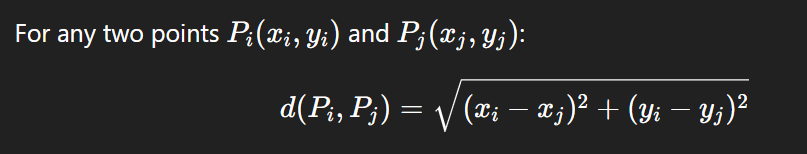 For any two points Pᵢ(xᵢ, yᵢ) and Pⱼ(xⱼ, yⱼ):
d(Pᵢ, Pⱼ) = √((xᵢ − xⱼ)² + (yᵢ − yⱼ)²)